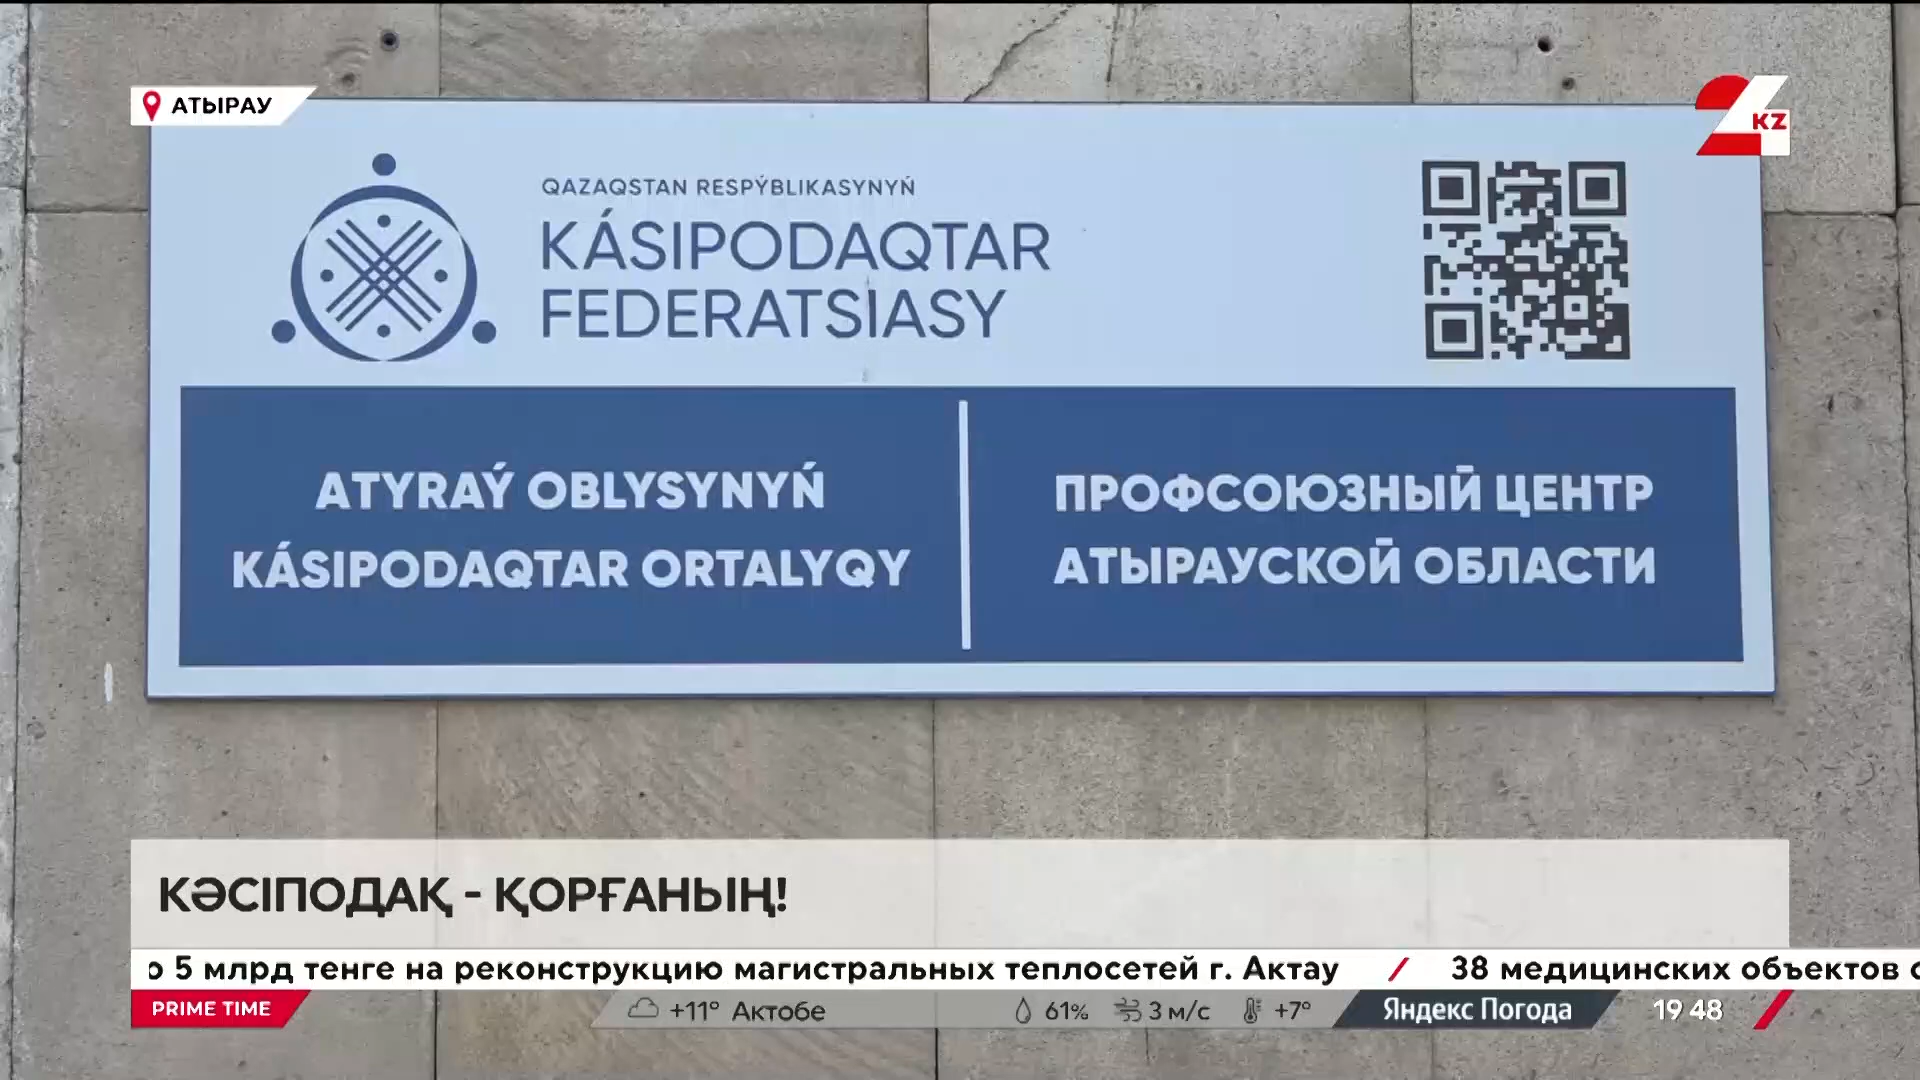 АТЫРАУ
24 KZ
QAZAQSTAN RESPÝBLIKASYNYŃ
KÁSIPODAQTAR
FEDERATSIASY
ATYRAÝ OBLYSYNYŃ
KÁSIPODAQTAR ORTALYQY
ПРОФСОЮЗНЫЙ ЦЕНТР
АТЫРАУСКОЙ ОБЛАСТИ
КӘСІПОДАҚ - ҚОРҒАНЫҢ!
5 млрд тенге на реконструкцию магистральных теплосетей г. Актау / 38 медицинских объектов
PRIME TIME
+11° Актобе
61% 3 м/с +7°
Яндекс Погода
19 48